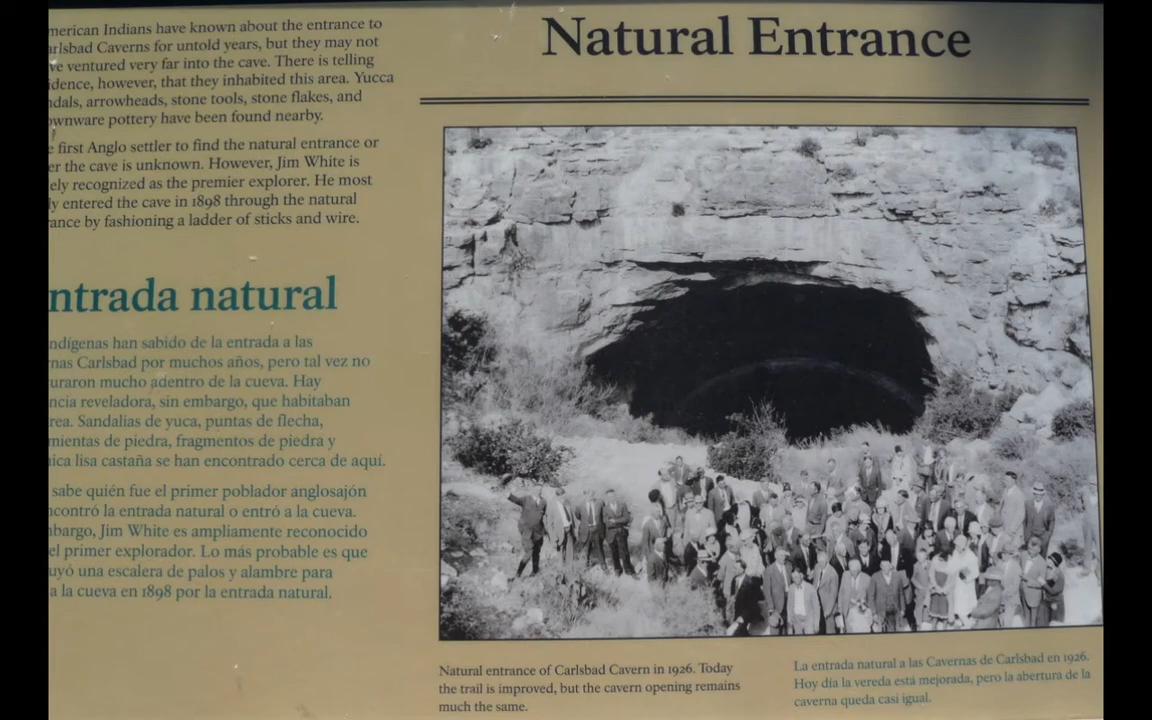 merican Indians have known about the entrance to
arlsbad Caverns for untold years, but they may not
ve ventured very far into the cave. There is telling
idence, however, that they inhabited this area. Yucca
ndals, arrowheads, stone tools, stone flakes, and
ownware pottery have been found nearby.
e first Anglo settler to find the natural entrance or
er the cave is unknown. However, Jim White is
ely recognized as the premier explorer. He most
ly entered the cave in 1898 through the natural
rance by fashioning a ladder of sticks and wire.
ntrada natural
ndígenas han sabido de la entrada a las
nas Carlsbad por muchos años, pero tal vez no
uraron mucho adentro de la cueva. Hay
ncia reveladora, sin embargo, que habitaban
rea. Sandalias de yuca, puntas de flecha,
mientas de piedra, fragmentos de piedra y
nica lisa castaña se han encontrado cerca de aquí.
sabe quién fue el primer poblador anglosajón
ncontró la entrada natural o entró a la cueva.
mbargo, Jim White es ampliamente reconocido
el primer explorador. Lo más probable es que
uyó una escalera de palos y alambre para
a la cueva en 1898 por la entrada natural.
Natural Entrance
Natural entrance of Carlsbad Cavern in 1926. Today
the trail is improved, but the cavern opening remains
much the same.
La entrada natural a las Cavernas de Carlsbad en 1926.
Hoy día la vereda está mejorada, pero la abertura de la
caverna queda casi igual.